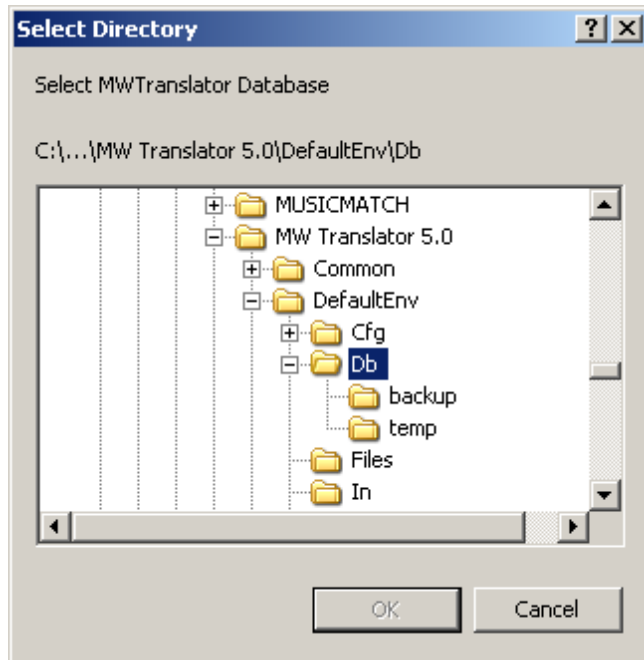 Select Directory
Select MWTranslator Database
C:\...\MW Translator 5.0\DefaultEnv\Db
MUSICMATCH
MW Translator 5.0
Common
DefaultEnv
Cfg
Db
backup
temp
Files
In
OK Cancel